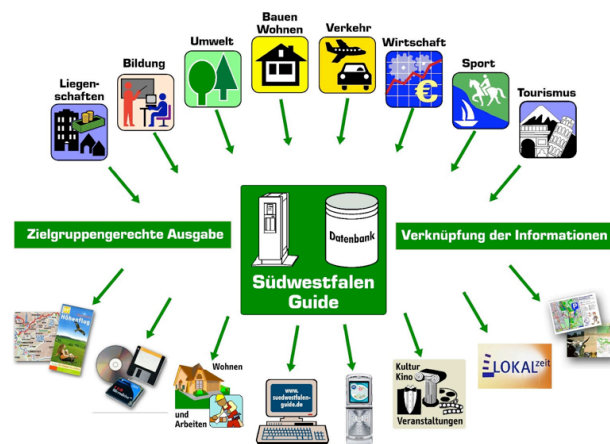 Liegen-
schaften
Bildung
Umwelt
Bauen
Wohnen
Verkehr
Wirtschaft
Sport
Tourismus
Zielgruppengerechte Ausgabe
Datenbank
Südwestfalen
Guide
Verknüpfung der Informationen
Höhenflug
Wohnen
und
Arbeiten
www.
suedwestfalen-
guide.de
Kultur
Kino
Veranstaltungen
LOKALzeit